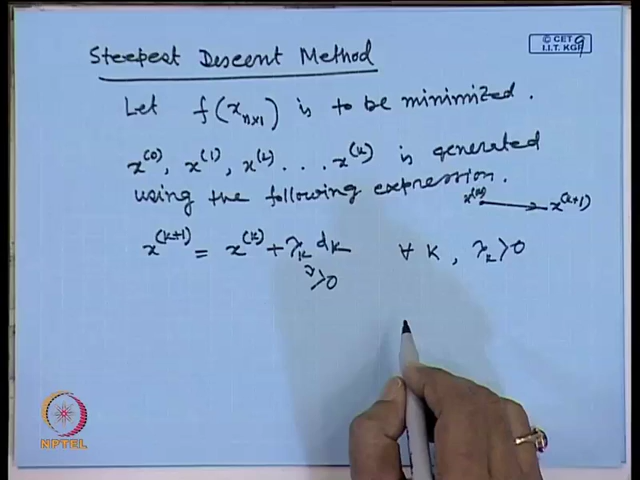 © CET
I.I.T. KGP
9
Steepest Descent Method
Let f(x_{n×1}) is to be minimized.
x^{(0)}, x^{(1)}, x^{(2)} . . . . x^{(k)} is generated
using the following expression.
x^{(k)} → x^{(k+1)}
x^{(k+1)} = x^{(k)} + λ_k d_k ∀ k, λ_k > 0
> 0
NPTEL